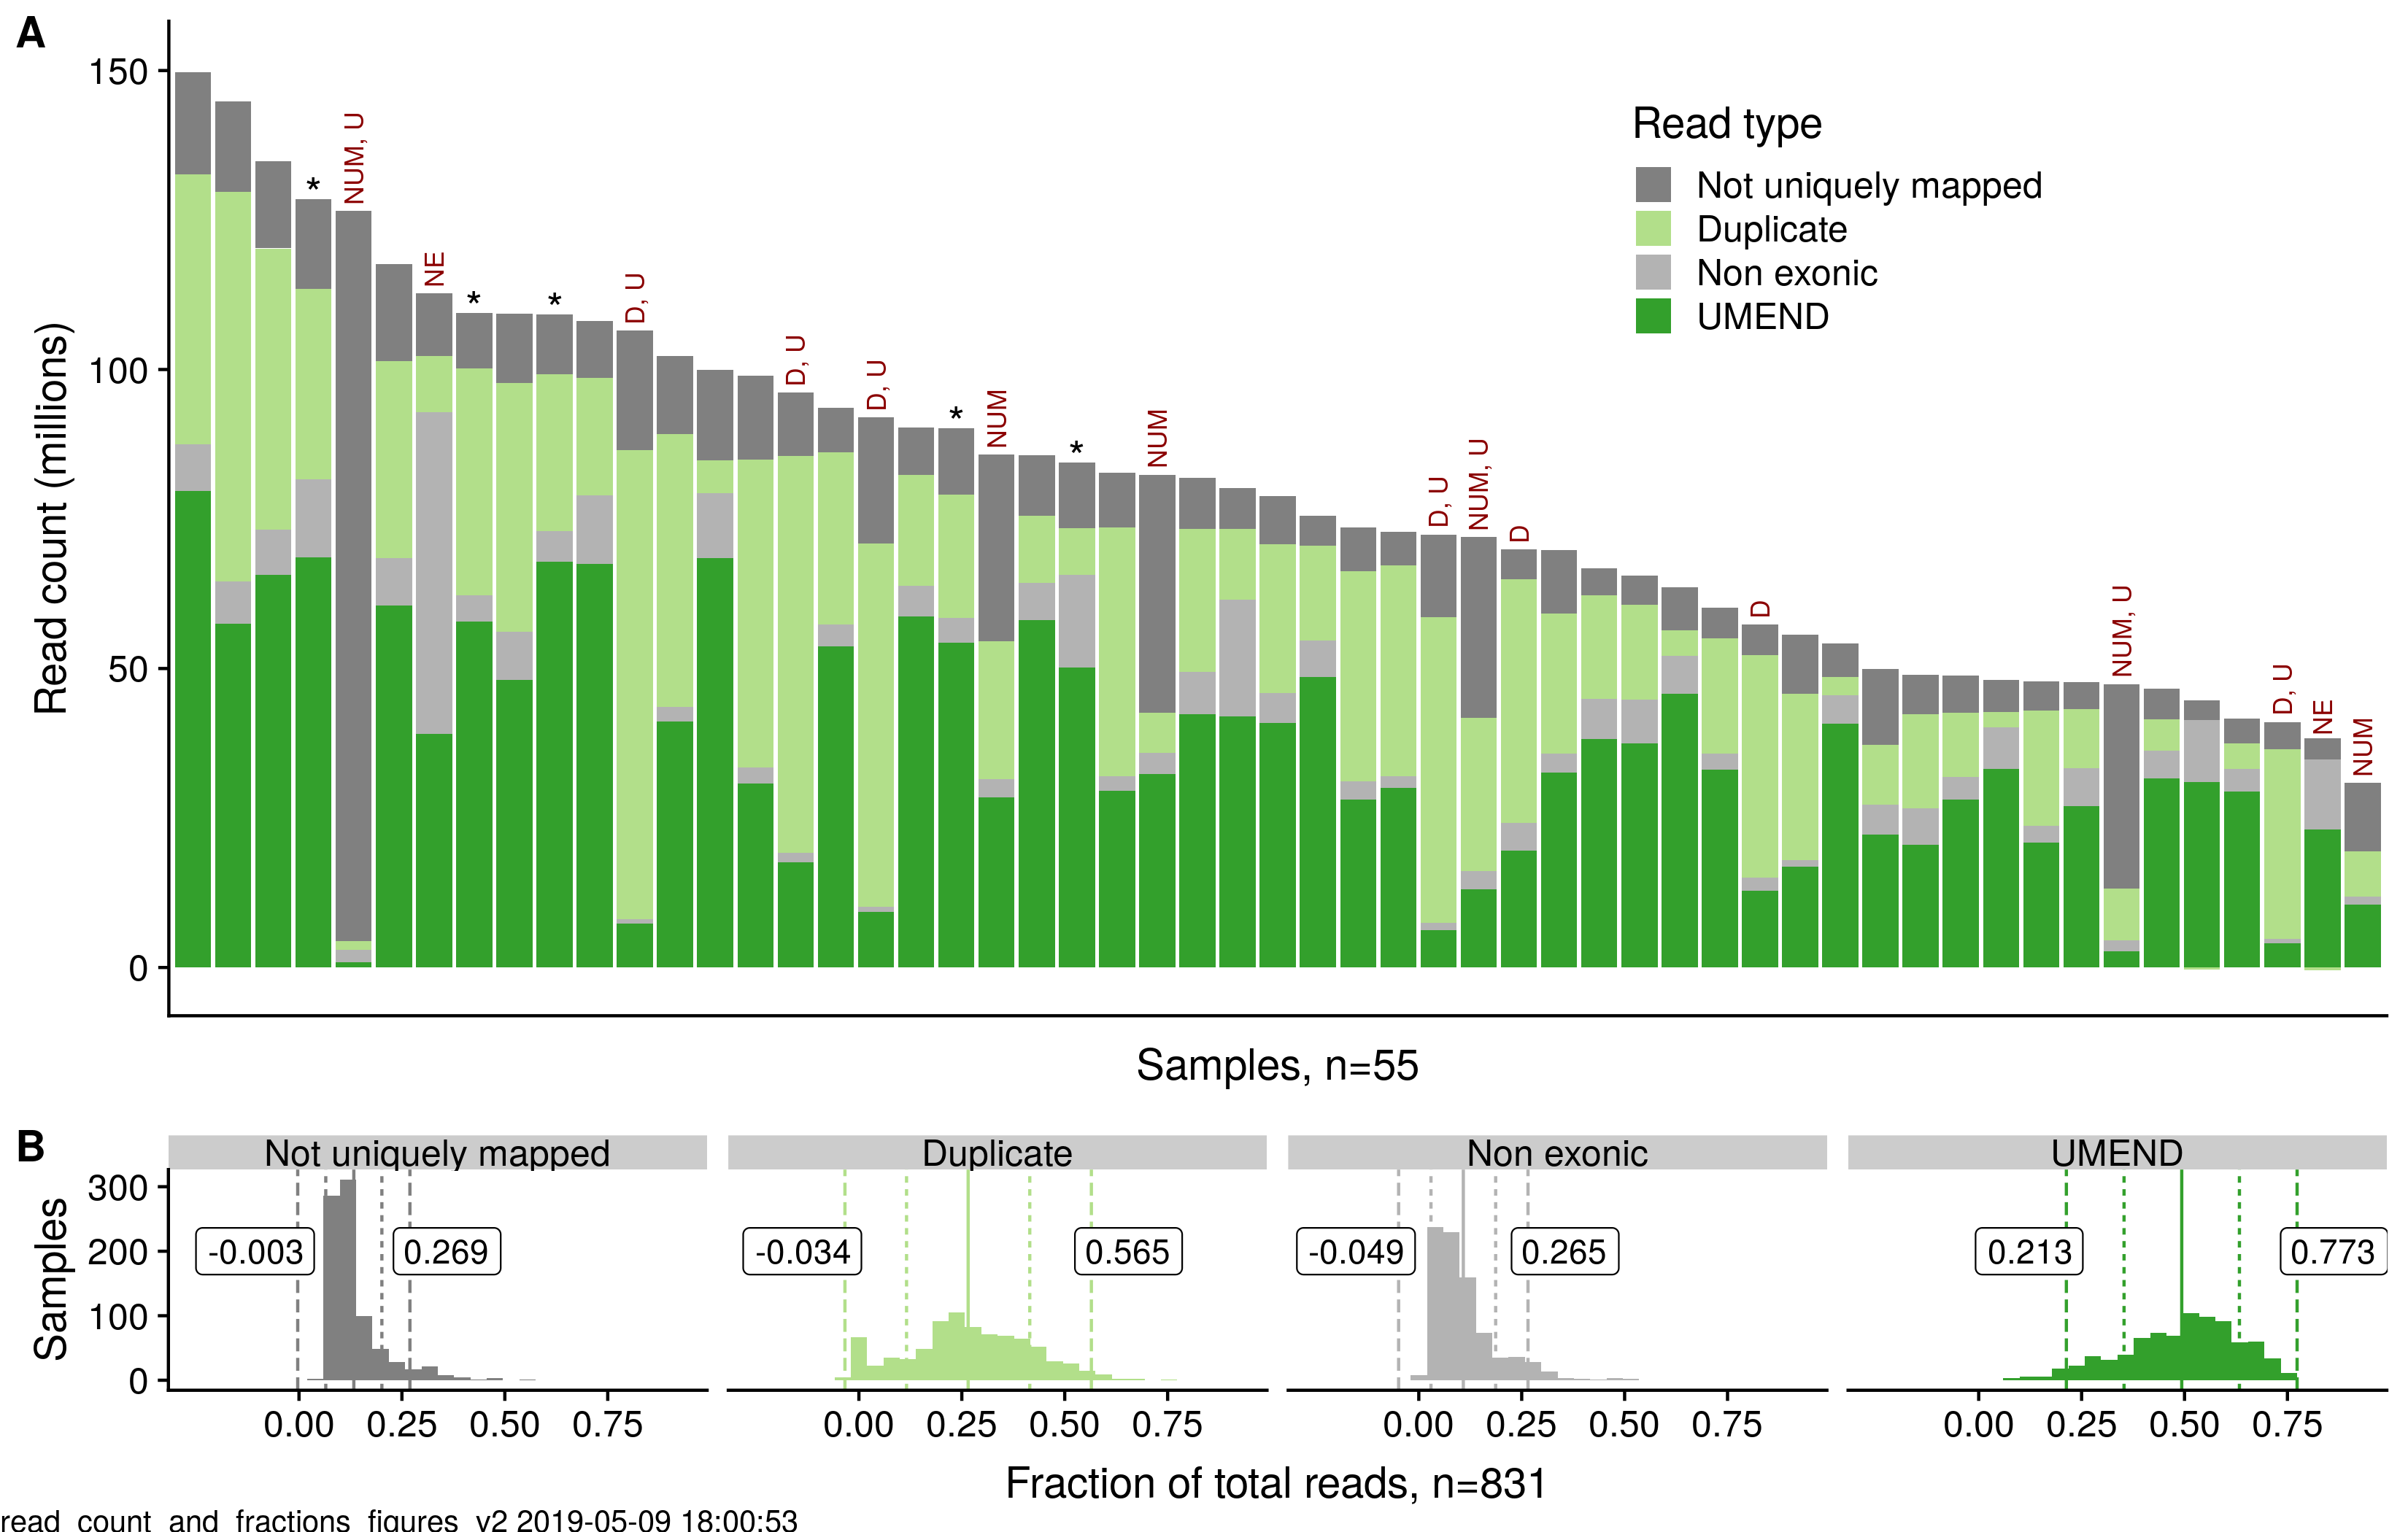 A
150
100
50
0
Read count (millions)
*
NUM, U
NE
*
*
D, U
D, U
D, U
*
NUM
*
NUM
D, U
NUM, U
D
D
NUM, U
D, U
NE
NUM
Read type
Not uniquely mapped
Duplicate
Non exonic
UMEND
Samples, n=55
B
Not uniquely mapped Duplicate Non exonic UMEND
Samples
300
200
100
0
-0.003 0.269 -0.034 0.565 -0.049 0.265 0.213 0.773
0.00 0.25 0.50 0.75 0.00 0.25 0.50 0.75 0.00 0.25 0.50 0.75 0.00 0.25 0.50 0.75
Fraction of total reads, n=831
read_count_and_fractions_figures_v2 2019-05-09 18:00:53